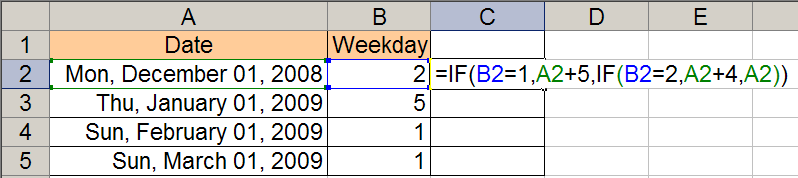 A B C D E
1 Date Weekday
2 Mon, December 01, 2008 2 =IF(B2=1,A2+5,IF(B2=2,A2+4,A2))
3 Thu, January 01, 2009 5
4 Sun, February 01, 2009 1
5 Sun, March 01, 2009 1